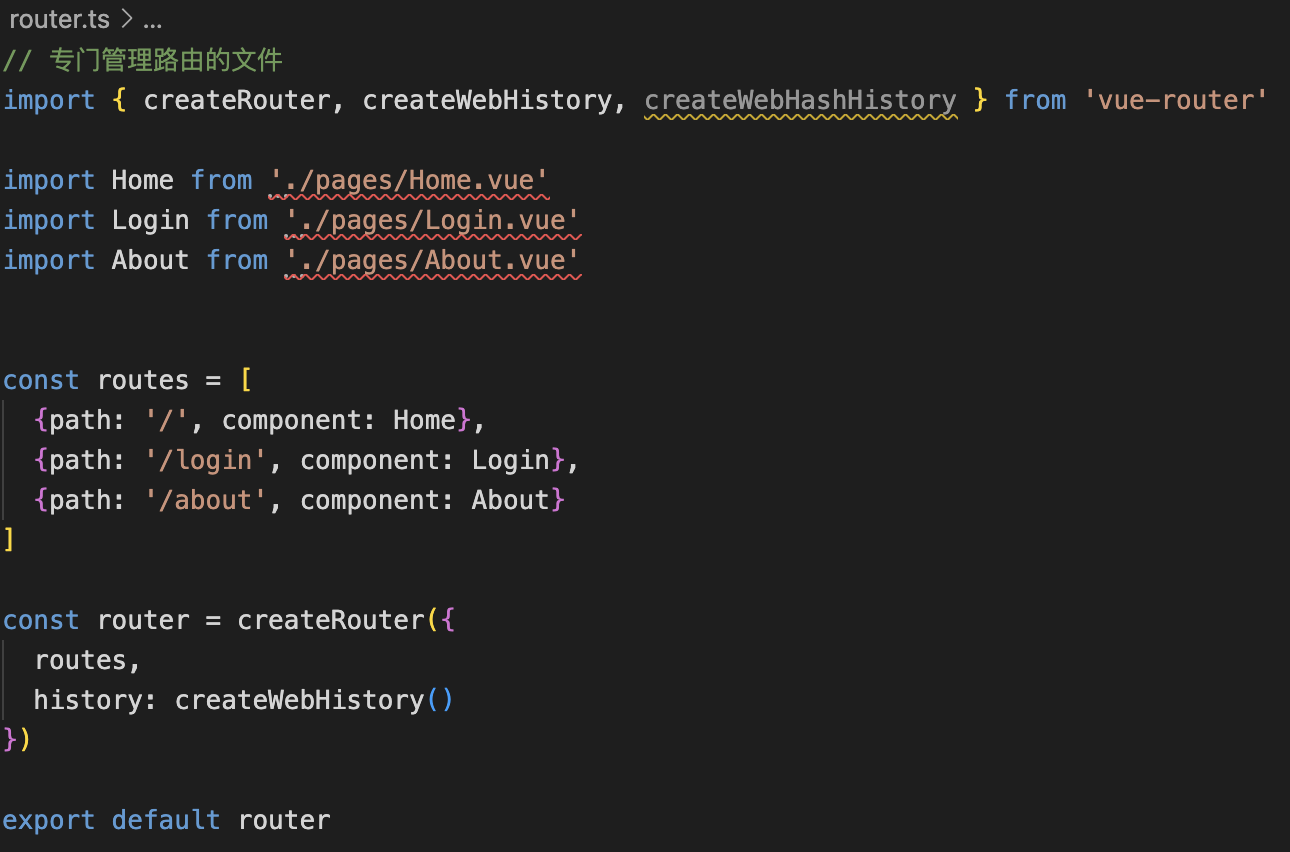 router.ts > ...
// 专门管理路由的文件
import { createRouter, createWebHistory, createWebHashHistory } from 'vue-router'
import Home from './pages/Home.vue'
import Login from './pages/Login.vue'
import About from './pages/About.vue'
const routes = [
  {path: '/', component: Home},
  {path: '/login', component: Login},
  {path: '/about', component: About}
]
const router = createRouter({
  routes,
  history: createWebHistory()
})
export default router